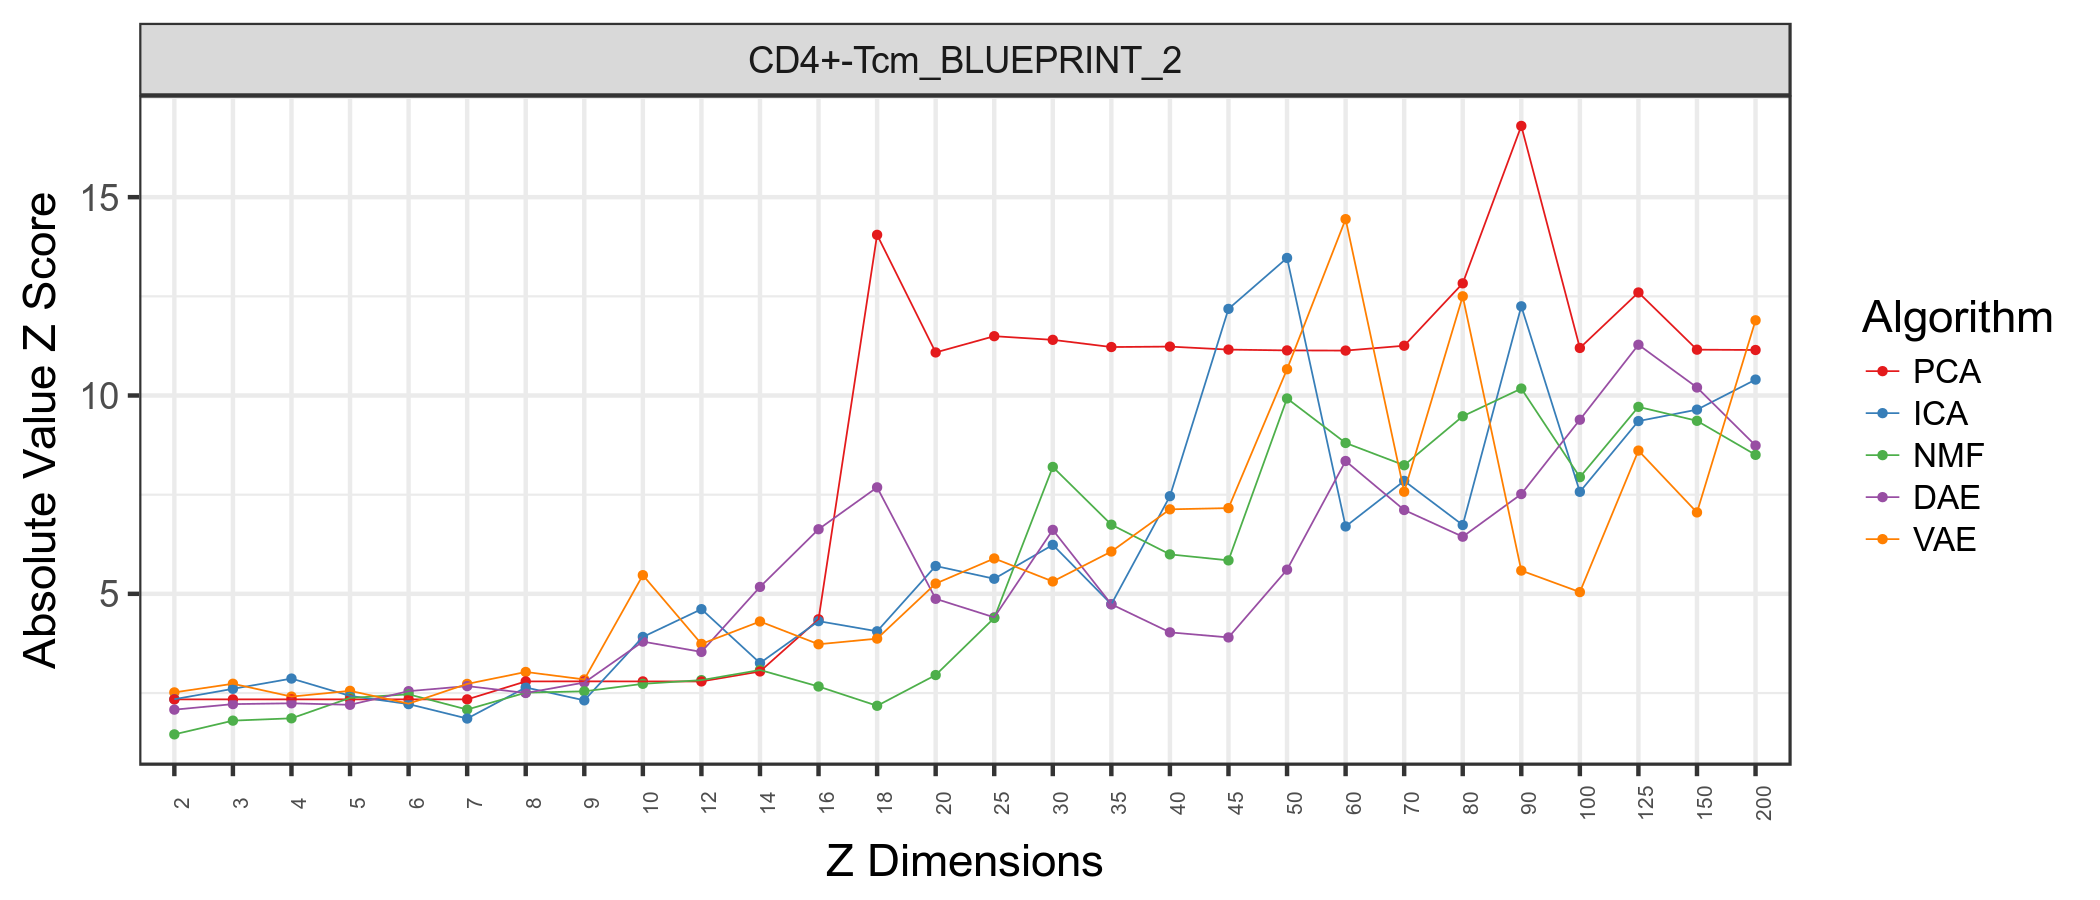 CD4+-Tcm_BLUEPRINT_2
Absolute Value Z Score
15
10
5
2 3 4 5 6 7 8 9 10 12 14 16 18 20 25 30 35 40 45 50 60 70 80 90 100 125 150 200
Z Dimensions
Algorithm
PCA
ICA
NMF
DAE
VAE